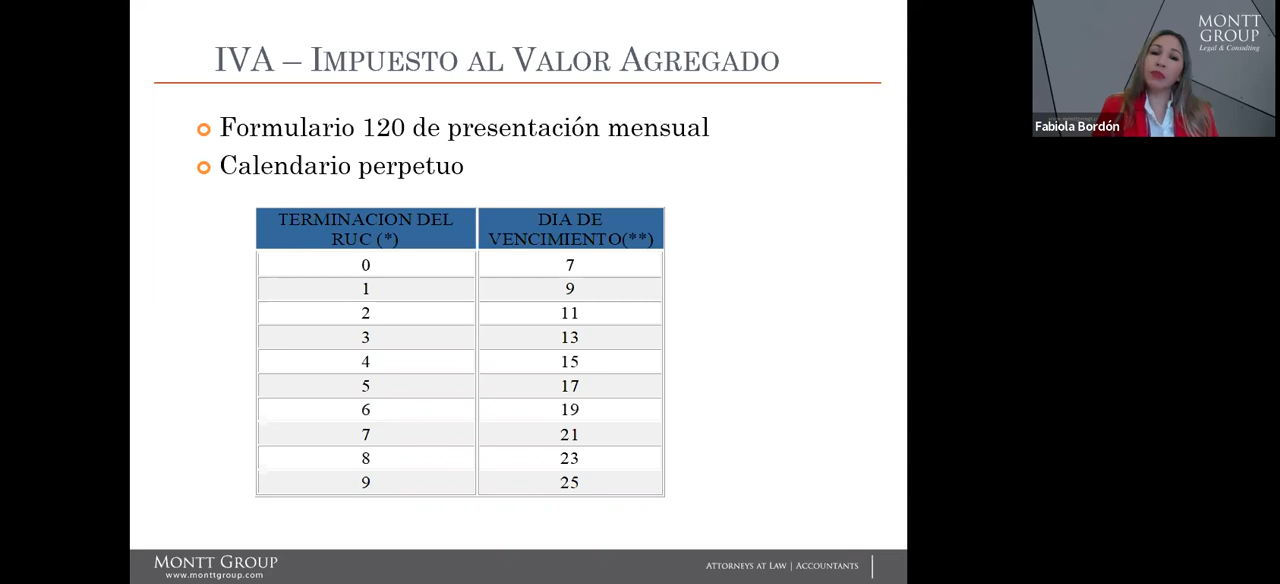 IVA – IMPUESTO AL VALOR AGREGADO
Formulario 120 de presentación mensual
Calendario perpetuo
TERMINACION DEL RUC (*) DIA DE VENCIMIENTO(**)
0 7
1 9
2 11
3 13
4 15
5 17
6 19
7 21
8 23
9 25
MONTT GROUP
www.monttgroup.com
ATTORNEYS AT LAW | ACCOUNTANTS
MONTT
GROUP
Legal & Consulting
Fabiola Bordón